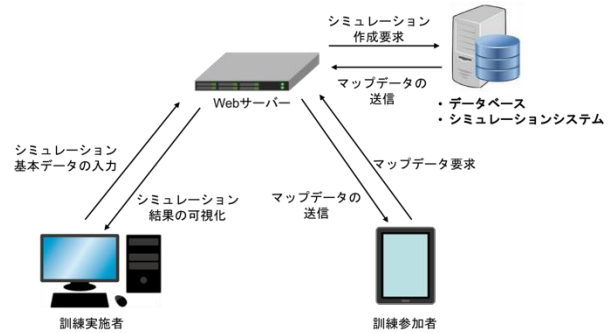 シミュレーション
作成要求
マップデータの
送信
Webサーバー
・ データベース
・ シミュレーションシステム
シミュレーション
基本データの入力
シミュレーション
結果の可視化
マップデータの
送信
マップデータ要求
訓練実施者
訓練参加者